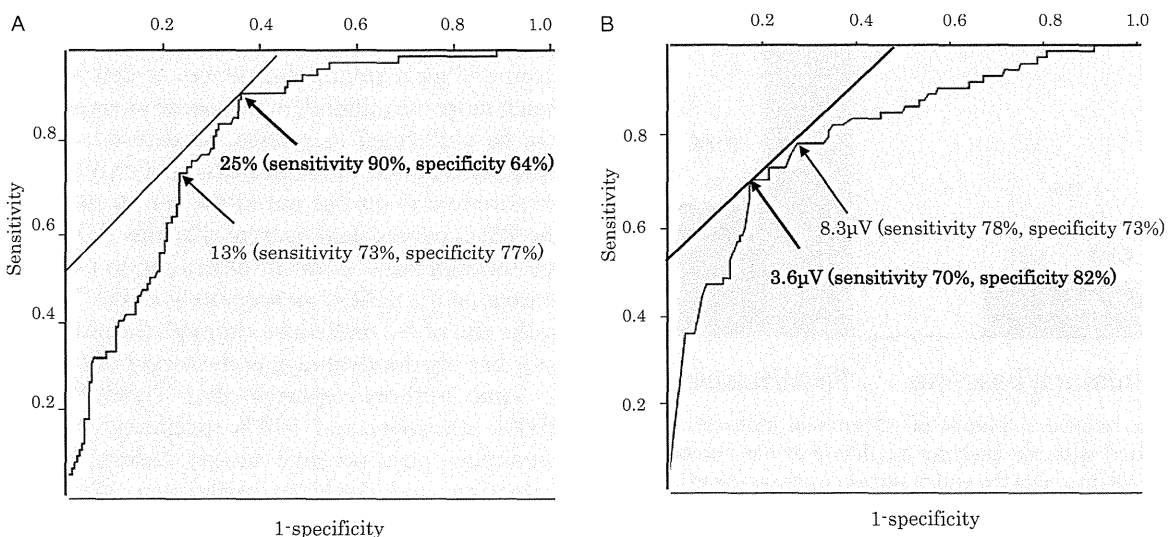 A
0.2 0.4 0.6 0.8 1.0
0.8
0.6
0.4
0.2
Sensitivity
25% (sensitivity 90%, specificity 64%)
13% (sensitivity 73%, specificity 77%)
1-specificity
B
0.2 0.4 0.6 0.8 1.0
0.8
0.6
0.4
0.2
Sensitivity
8.3μV (sensitivity 78%, specificity 73%)
3.6μV (sensitivity 70%, specificity 82%)
1-specificity